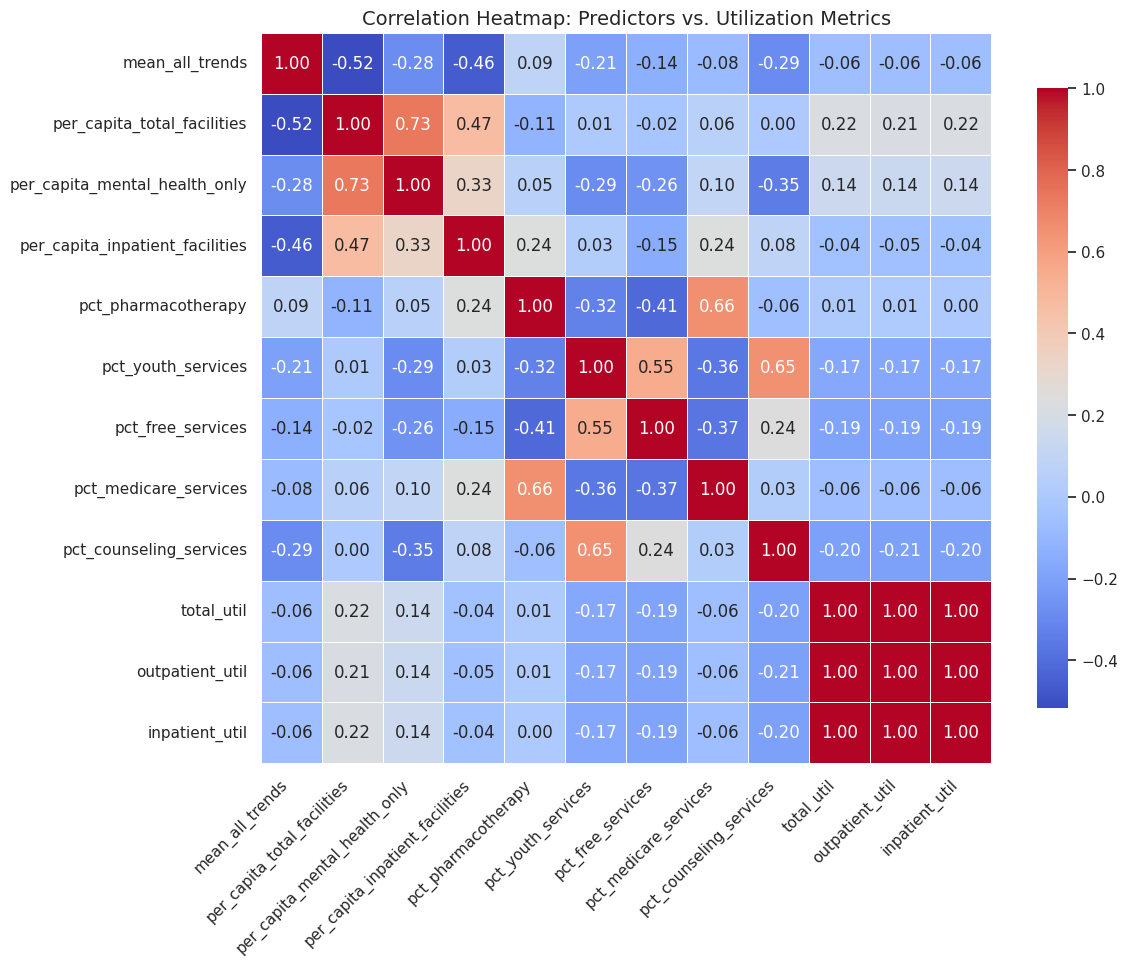 Correlation Heatmap: Predictors vs. Utilization Metrics
mean_all_trends 1.00 -0.52 -0.28 -0.46 0.09 -0.21 -0.14 -0.08 -0.29 -0.06 -0.06 -0.06
per_capita_total_facilities -0.52 1.00 0.73 0.47 -0.11 0.01 -0.02 0.06 0.00 0.22 0.21 0.22
per_capita_mental_health_only -0.28 0.73 1.00 0.33 0.05 -0.29 -0.26 0.10 -0.35 0.14 0.14 0.14
per_capita_inpatient_facilities -0.46 0.47 0.33 1.00 0.24 0.03 -0.15 0.24 0.08 -0.04 -0.05 -0.04
pct_pharmacotherapy 0.09 -0.11 0.05 0.24 1.00 -0.32 -0.41 0.66 -0.06 0.01 0.01 0.00
pct_youth_services -0.21 0.01 -0.29 0.03 -0.32 1.00 0.55 -0.36 0.65 -0.17 -0.17 -0.17
pct_free_services -0.14 -0.02 -0.26 -0.15 -0.41 0.55 1.00 -0.37 0.24 -0.19 -0.19 -0.19
pct_medicare_services -0.08 0.06 0.10 0.24 0.66 -0.36 -0.37 1.00 0.03 -0.06 -0.06 -0.06
pct_counseling_services -0.29 0.00 -0.35 0.08 -0.06 0.65 0.24 0.03 1.00 -0.20 -0.21 -0.20
total_util -0.06 0.22 0.14 -0.04 0.01 -0.17 -0.19 -0.06 -0.20 1.00 1.00 1.00
outpatient_util -0.06 0.21 0.14 -0.05 0.01 -0.17 -0.19 -0.06 -0.21 1.00 1.00 1.00
inpatient_util -0.06 0.22 0.14 -0.04 0.00 -0.17 -0.19 -0.06 -0.20 1.00 1.00 1.00
mean_all_trends
per_capita_total_facilities
per_capita_mental_health_only
per_capita_inpatient_facilities
pct_pharmacotherapy
pct_youth_services
pct_free_services
pct_medicare_services
pct_counseling_services
total_util
outpatient_util
inpatient_util
1.0
0.8
0.6
0.4
0.2
0.0
−0.2
−0.4